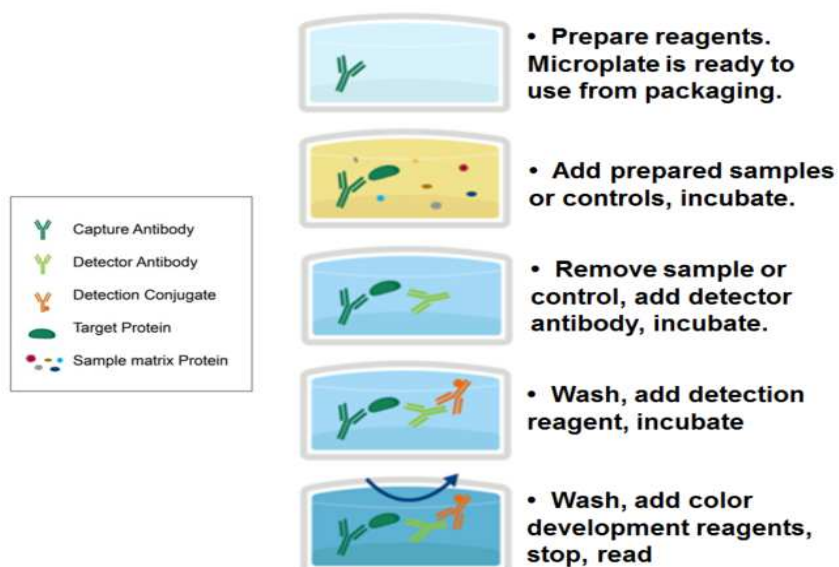 • Prepare reagents.
Microplate is ready to
use from packaging.
• Add prepared samples
or controls, incubate.
Capture Antibody
Detector Antibody
Detection Conjugate
Target Protein
Sample matrix Protein
• Remove sample or
control, add detector
antibody, incubate.
• Wash, add detection
reagent, incubate
• Wash, add color
development reagents,
stop, read